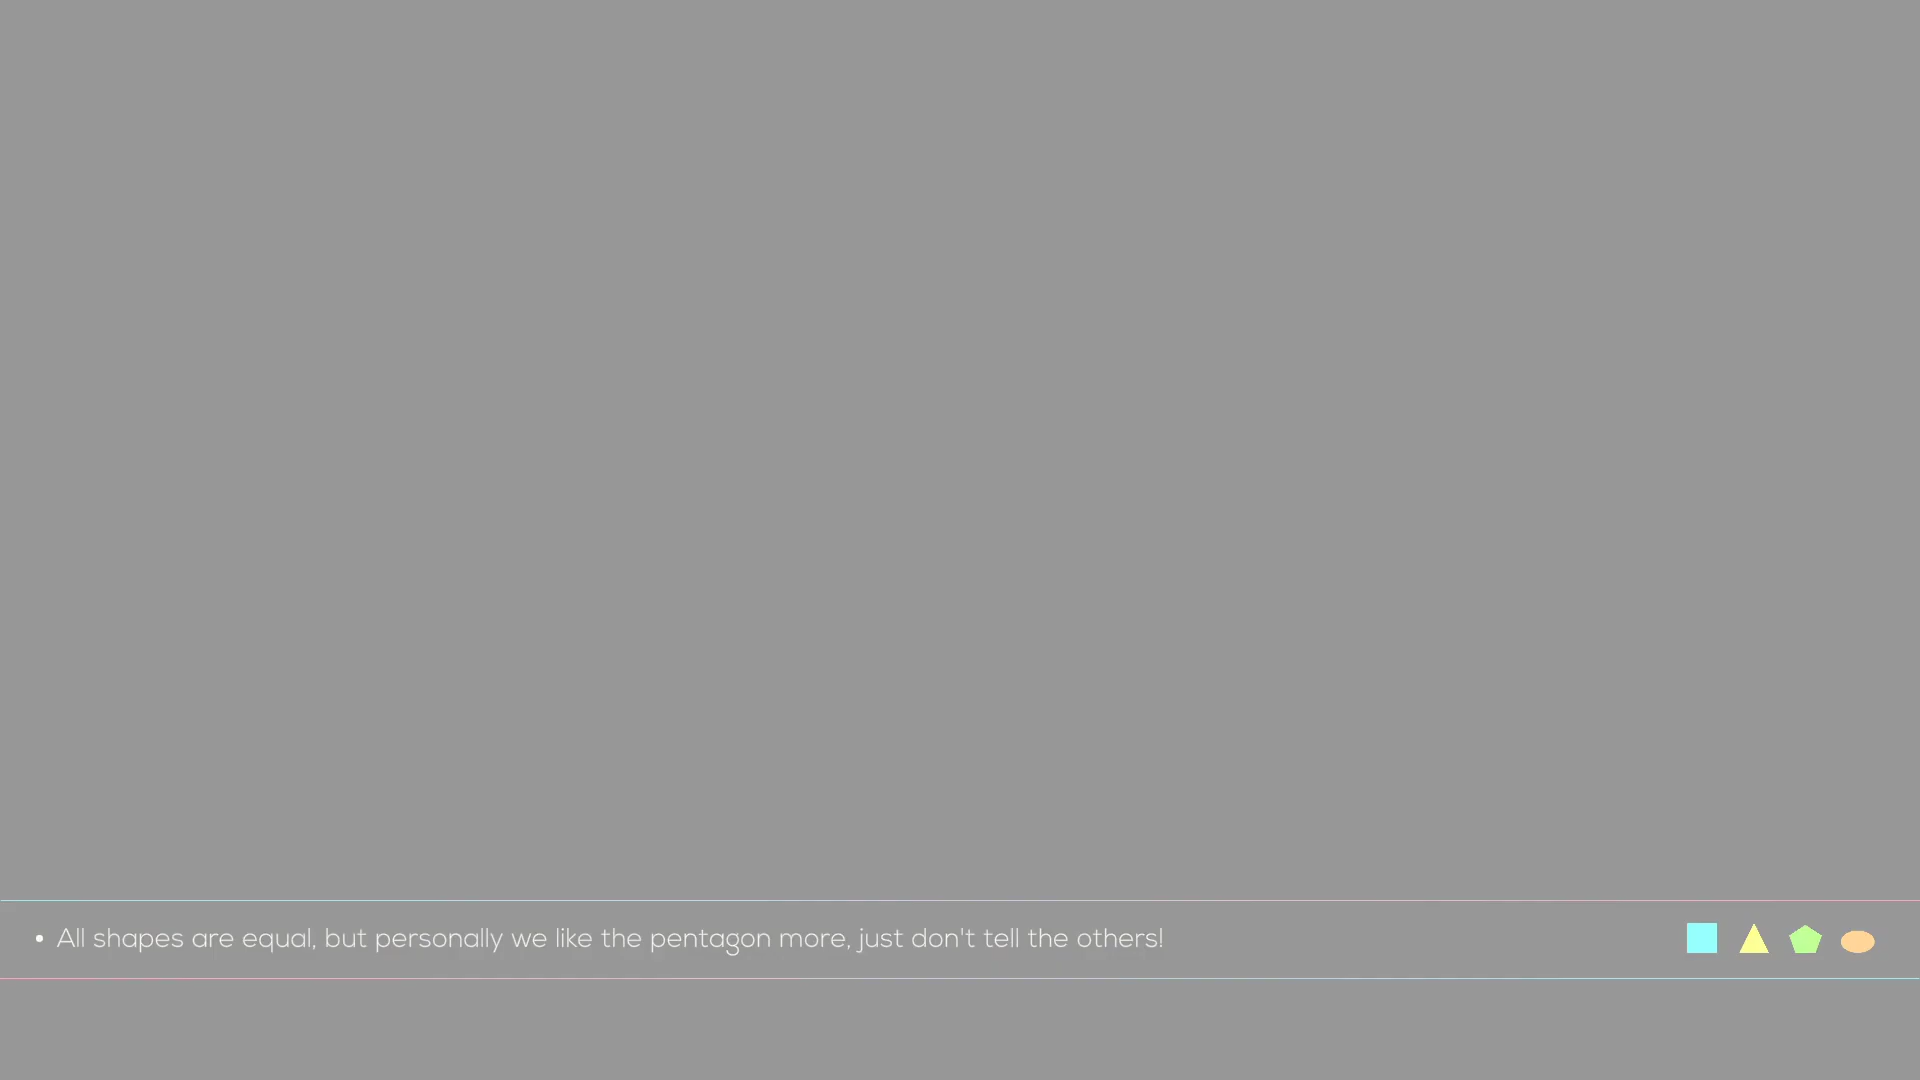 • All shapes are equal, but personally we like the pentagon more, just don't tell the others!